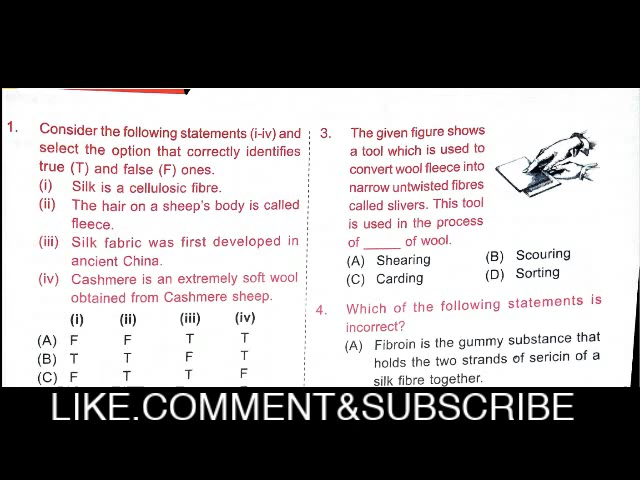 1. Consider the following statements (i-iv) and
select the option that correctly identifies
true (T) and false (F) ones.
(i) Silk is a cellulosic fibre.
(ii) The hair on a sheep's body is called
fleece.
(iii) Silk fabric was first developed in
ancient China.
(iv) Cashmere is an extremely soft wool
obtained from Cashmere sheep.
(i) (ii) (iii) (iv)
(A) F F T T
(B) T T F T
(C) F T T F
3. The given figure shows
a tool which is used to
convert wool fleece into
narrow untwisted fibres
called slivers. This tool
is used in the process
of _____ of wool.
(A) Shearing (B) Scouring
(C) Carding (D) Sorting
4. Which of the following statements is
incorrect?
(A) Fibroin is the gummy substance that
holds the two strands of sericin of a
silk fibre together.
LIKE.COMMENT&SUBSCRIBE